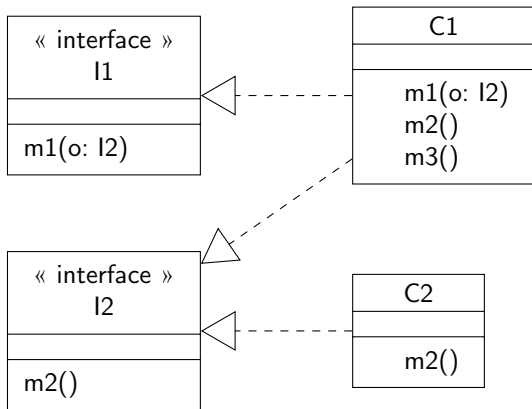 « interface »
I1
m1(o: I2)
C1
m1(o: I2)
m2()
m3()
« interface »
I2
m2()
C2
m2()